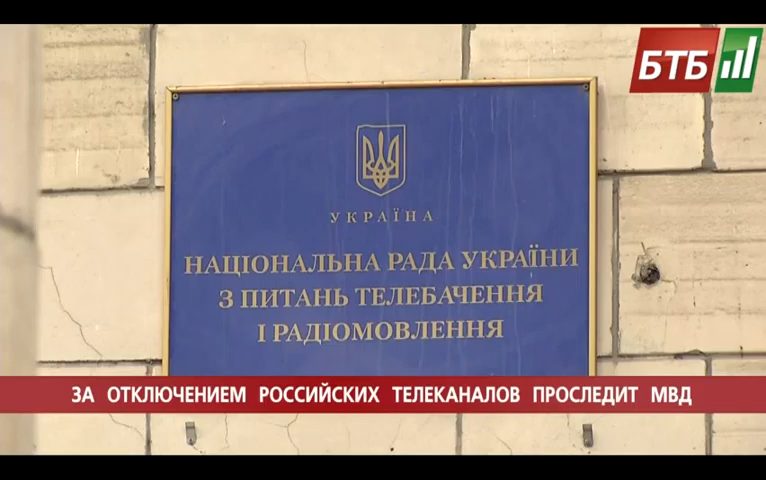 БТБ
УКРАЇНА
НАЦІОНАЛЬНА РАДА УКРАЇНИ
З ПИТАНЬ ТЕЛЕБАЧЕННЯ
І РАДІОМОВЛЕННЯ
ЗА ОТКЛЮЧЕНИЕМ РОССИЙСКИХ ТЕЛЕКАНАЛОВ ПРОСЛЕДИТ МВД